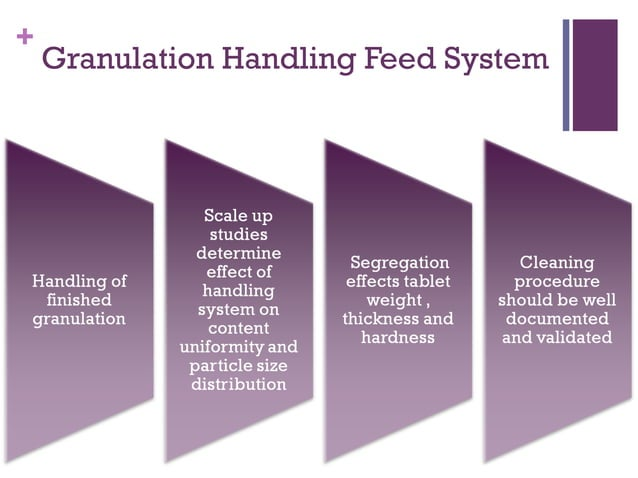 +
Granulation Handling Feed System
Handling of
finished
granulation
Scale up
studies
determine
effect of
handling
system on
content
uniformity and
particle size
distribution
Segregation
effects tablet
weight ,
thickness and
hardness
Cleaning
procedure
should be well
documented
and validated